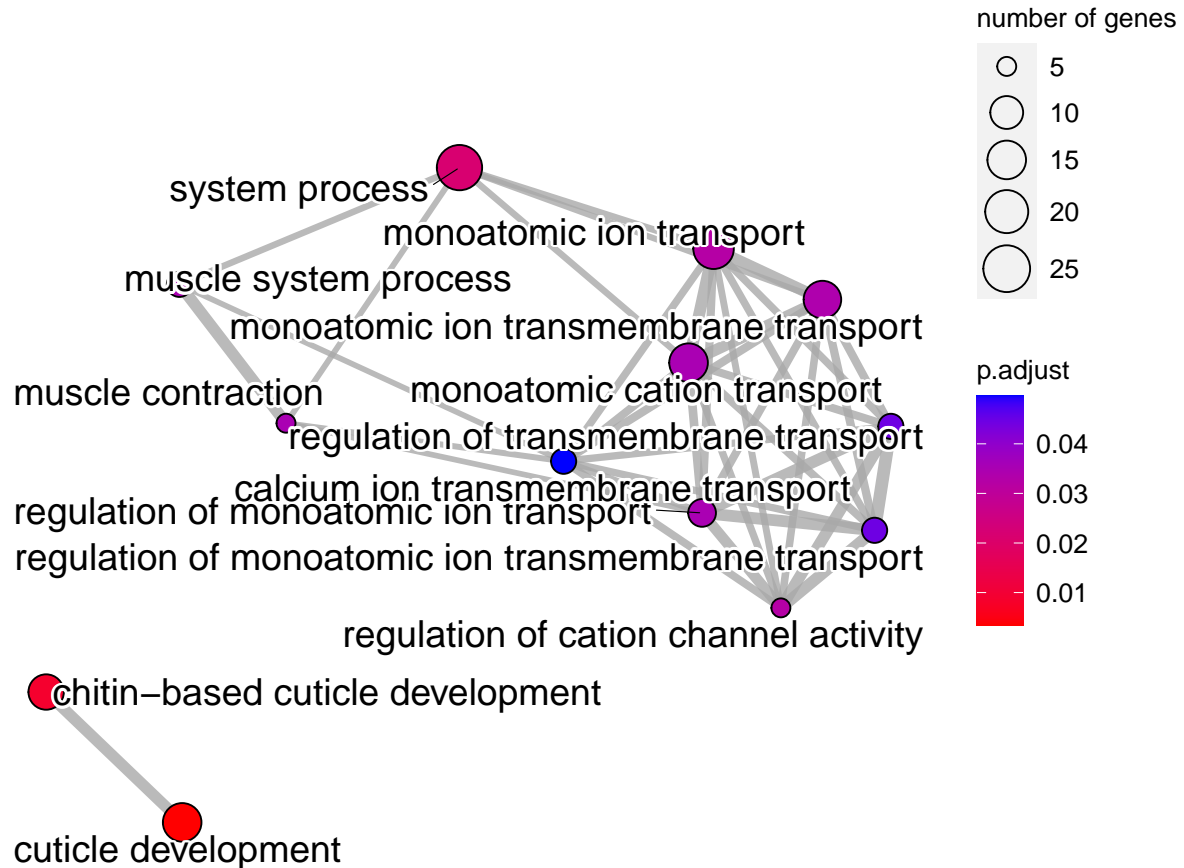 number of genes
5
10
15
20
25
system process
monoatomic ion transport
muscle system process
monoatomic ion transmembrane transport
muscle contraction
monoatomic cation transport
regulation of transmembrane transport
calcium ion transmembrane transport
regulation of monoatomic ion transport
regulation of monoatomic ion transmembrane transport
regulation of cation channel activity
chitin−based cuticle development
cuticle development
p.adjust
0.04
0.03
0.02
0.01